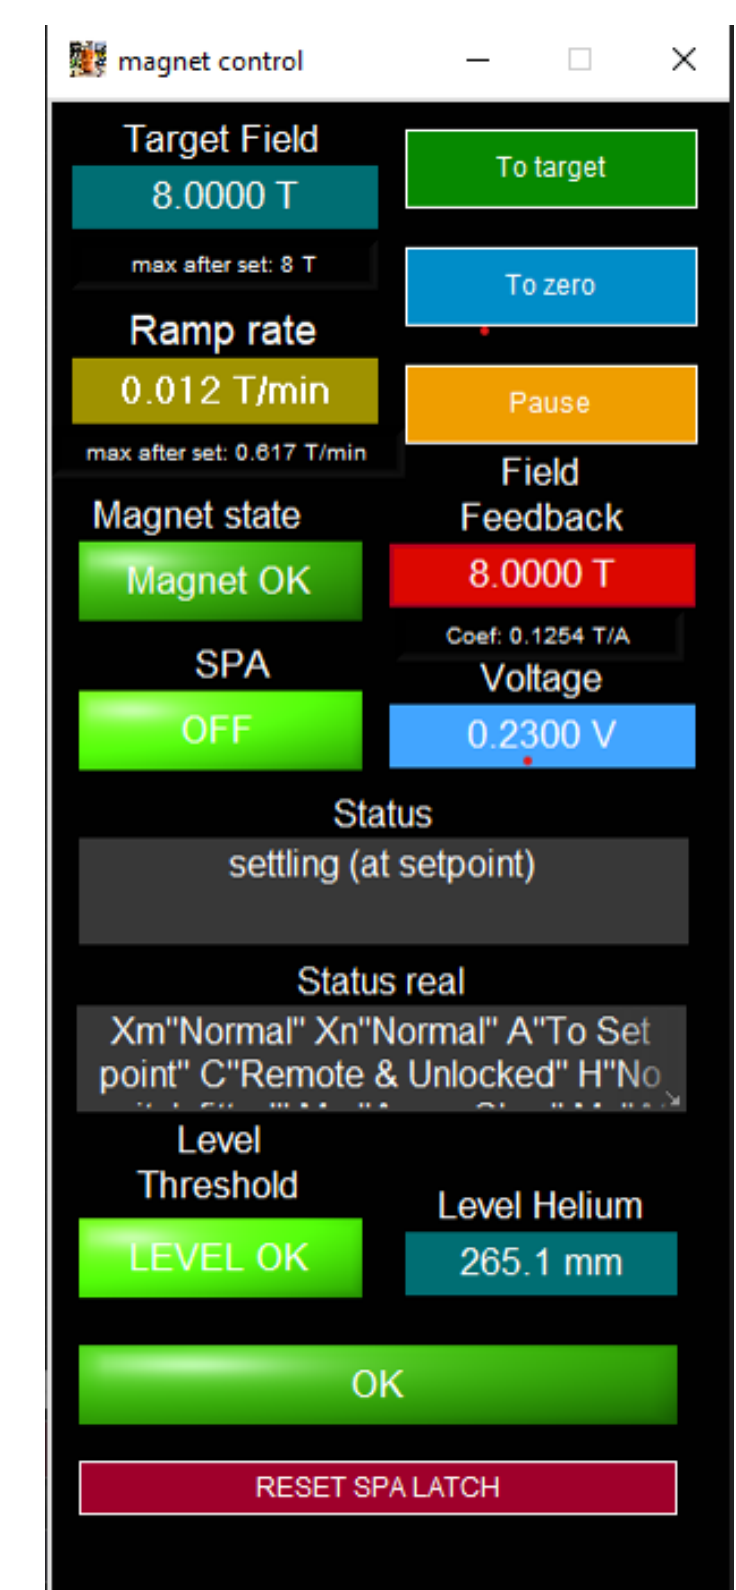 magnet control
Target Field
8.0000 T
max after set: 8 T
To target
To zero
Ramp rate
0.012 T/min
max after set: 0.617 T/min
Pause
Magnet state
Magnet OK
Field
Feedback
8.0000 T
Coef: 0.1254 T/A
SPA
OFF
Voltage
0.2300 V
Status
settling (at setpoint)
Status real
Xm"Normal" Xn"Normal" A"To Set
point" C"Remote & Unlocked" H"No
Level
Threshold
LEVEL OK
Level Helium
265.1 mm
OK
RESET SPA LATCH